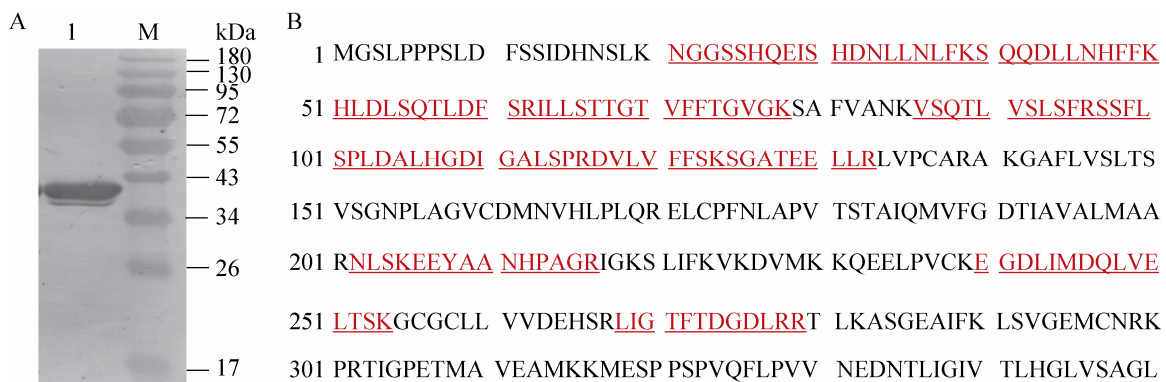 A
1 M kDa
180
130
95
72
55
43
34
26
17
B
1 MGSLPPPSLD FSSIDHNSLK NGGSSHQEIS HDNLLNLFKS QQDLLNHFFK
51 HLDLSQTLDF SRILLSTTGT VFFTGVGKSA FVANKVSQTL VSLSFRSSFL
101 SPLDALHGDI GALSPRDVLV FFSKSGATEE LLRLVPCARA KGAFLVSLTS
151 VSGNPLAGVCDMNVHLPLQR ELCPFNLAPV TSTAIQMVFG DTIAVALMAA
201 RNLSKEEYAA NHPAGRIGKS LIFKVKDVMK KQEELPVCKE GDLIMDQLVE
251 LTSKGCGCLL VVDEHSRLIG TFTDGDLRRT LKASGEAIFK LSVGEMCNRK
301 PRTIGPETMA VEAMKKMESP PSPVQFLPVV NEDNTLIGIV TLHGLVSAGL